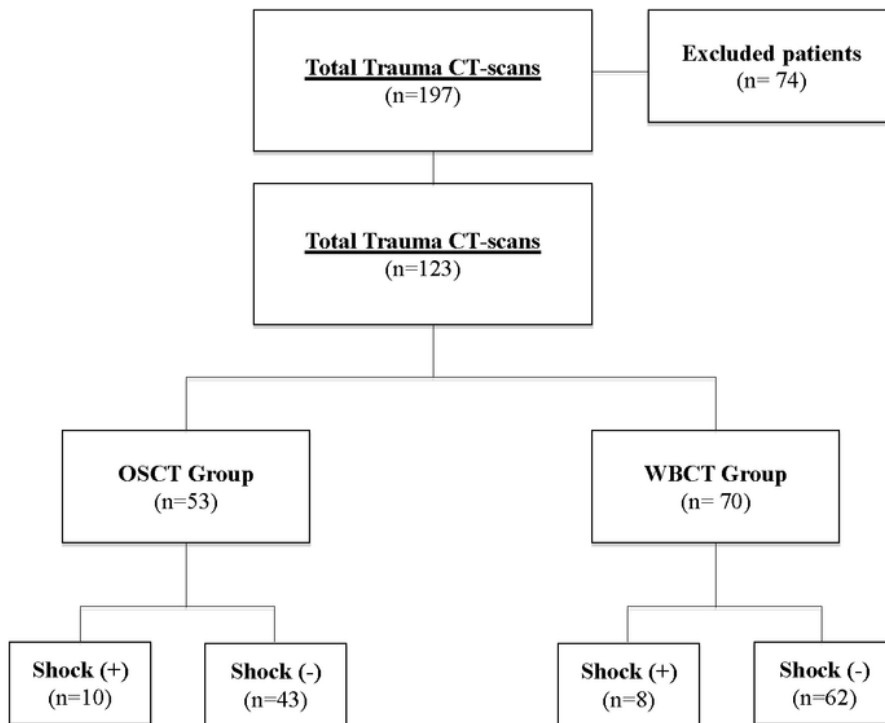 Total Trauma CT-scans
(n=197)
Excluded patients
(n= 74)
Total Trauma CT-scans
(n=123)
OSCT Group
(n=53)
WBCT Group
(n= 70)
Shock (+)
(n=10)
Shock (-)
(n=43)
Shock (+)
(n=8)
Shock (-)
(n=62)